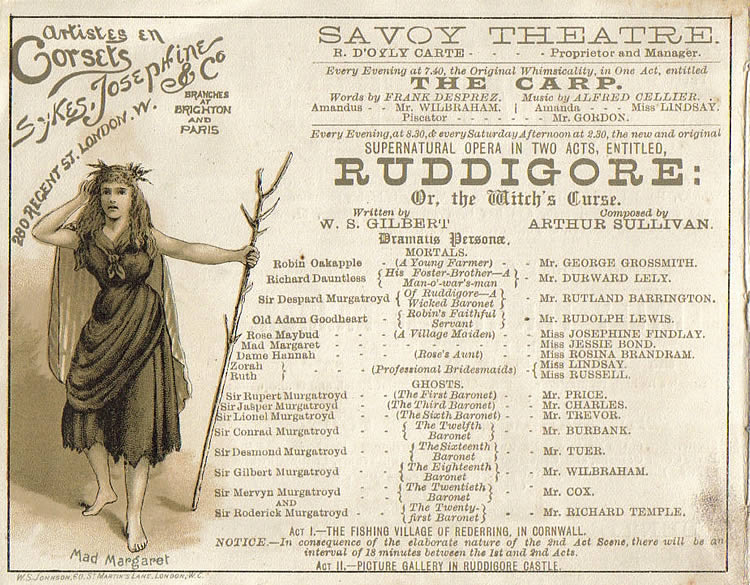 Artistes en
Corsets
Sykes, Josephine
& Co
280 REGENT ST. LONDON. W.
BRANCHES
AT
BRIGHTON
AND
PARIS
SAVOY THEATRE.
R. D'OYLY CARTE - - - - Proprietor and Manager.
Every Evening at 7.40, the Original Whimsicality, in One Act, entitled
THE CARP.
Words by FRANK DESPREZ. Music by ALFRED CELLIER.
Amandus - - Mr. WILBRAHAM. | Amanda - - - Miss LINDSAY.
Piscator - - - - - - Mr. GORDON.
Every Evening, at 8.30, & every Saturday Afternoon at 2.30, the new and original
SUPERNATURAL OPERA IN TWO ACTS, ENTITLED,
RUDDIGORE:
Or, the Witch's Curse.
Written by Composed by
W. S. GILBERT ARTHUR SULLIVAN.
Dramatis Personæ.
MORTALS.
Robin Oakapple - (A Young Farmer) - - Mr. GEORGE GROSSMITH.
Richard Dauntless { His Foster-Brother—A Man-o'-war's-man } - Mr. DURWARD LELY.
Sir Despard Murgatroyd { Of Ruddigore—A Wicked Baronet } - Mr. RUTLAND BARRINGTON.
Old Adam Goodheart - { Robin's Faithful Servant } - Mr. RUDOLPH LEWIS.
Rose Maybud - - (A Village Maiden) - - Miss JOSEPHINE FINDLAY.
Mad Margaret - - - - - - - Miss JESSIE BOND.
Dame Hannah - - (Rose's Aunt) - - Miss ROSINA BRANDRAM.
Zorah } - - (Professional Bridesmaids) - { Miss LINDSAY.
Ruth } Miss RUSSELL.
GHOSTS.
Sir Rupert Murgatroyd - (The First Baronet) - - Mr. PRICE.
Sir Jasper Murgatroyd - (The Third Baronet) - - Mr. CHARLES.
Sir Lionel Murgatroyd - (The Sixth Baronet) - - Mr. TREVOR.
Sir Conrad Murgatroyd - { The Twelfth Baronet } - - Mr. BURBANK.
Sir Desmond Murgatroyd - { The Sixteenth Baronet } - - Mr. TUER.
Sir Gilbert Murgatroyd - { The Eighteenth Baronet } - - Mr. WILBRAHAM.
Sir Mervyn Murgatroyd - { The Twentieth Baronet } - - Mr. COX.
AND
Sir Roderick Murgatroyd - { The Twenty-first Baronet } - - Mr. RICHARD TEMPLE.
ACT I.—THE FISHING VILLAGE OF REDERRING, IN CORNWALL.
NOTICE.—In consequence of the elaborate nature of the 2nd Act Scene, there will be an
interval of 18 minutes between the 1st and 2nd Acts.
ACT II.—PICTURE GALLERY IN RUDDIGORE CASTLE.
Mad Margaret
W.S. JOHNSON, 60, ST MARTIN'S LANE, LONDON, W.C.